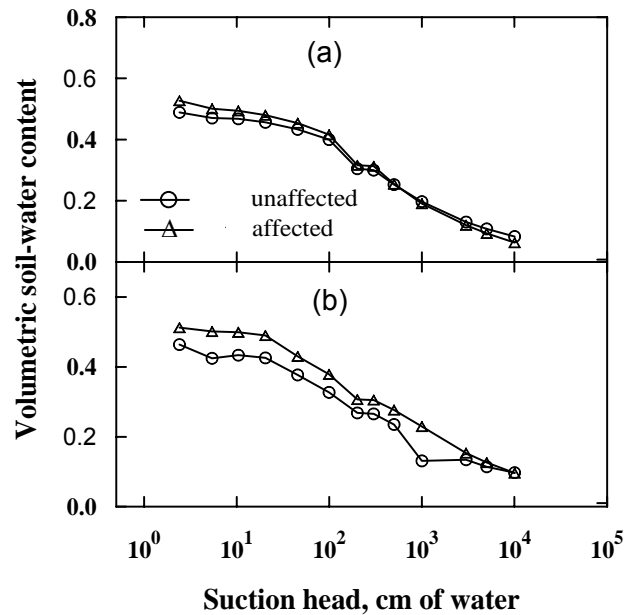 0.8
(a)
0.6
0.4
0.2
unaffected
affected
0.0
(b)
0.6
0.4
0.2
0.0
10^0 10^1 10^2 10^3 10^4 10^5
Volumetric soil-water content
Suction head, cm of water